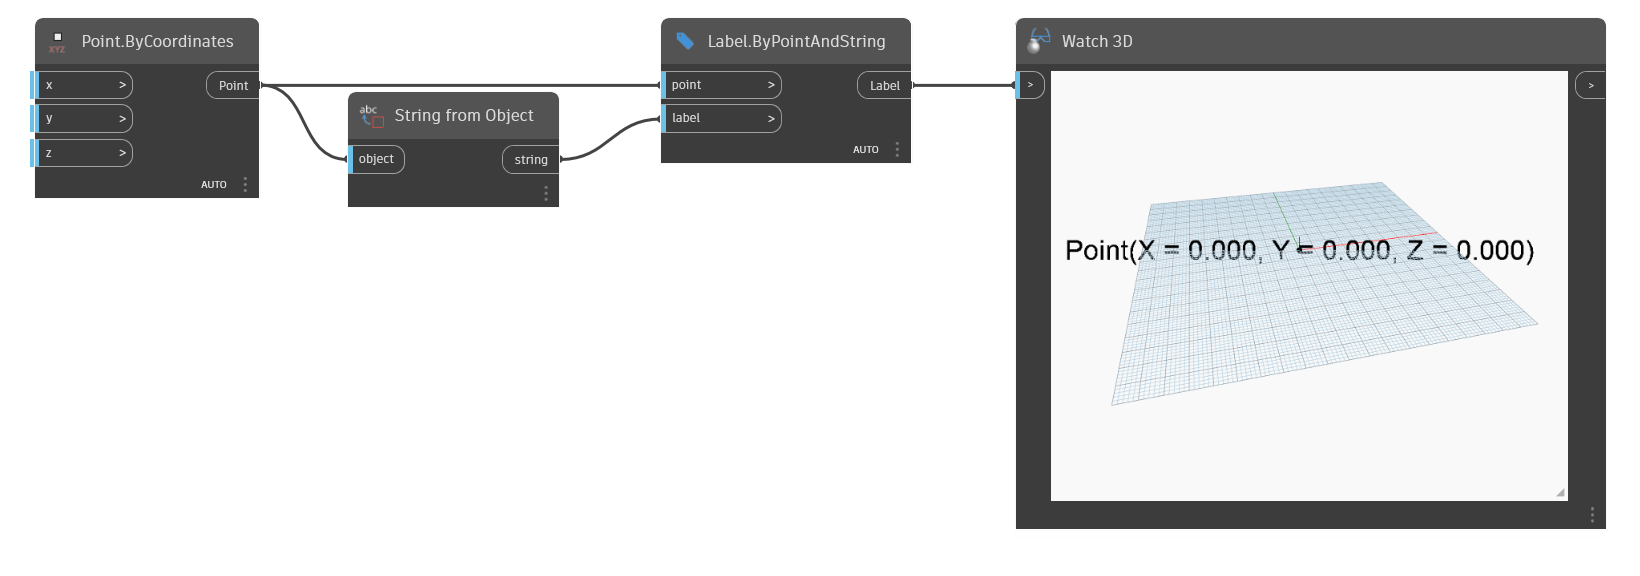 XYZ
Point.ByCoordinates
x >
Point
y >
z >
AUTO
abc
String from Object
object
string
Label.ByPointAndString
point >
Label
label >
AUTO
Watch 3D
>
>
Point(X = 0.000, Y = 0.000, Z = 0.000)